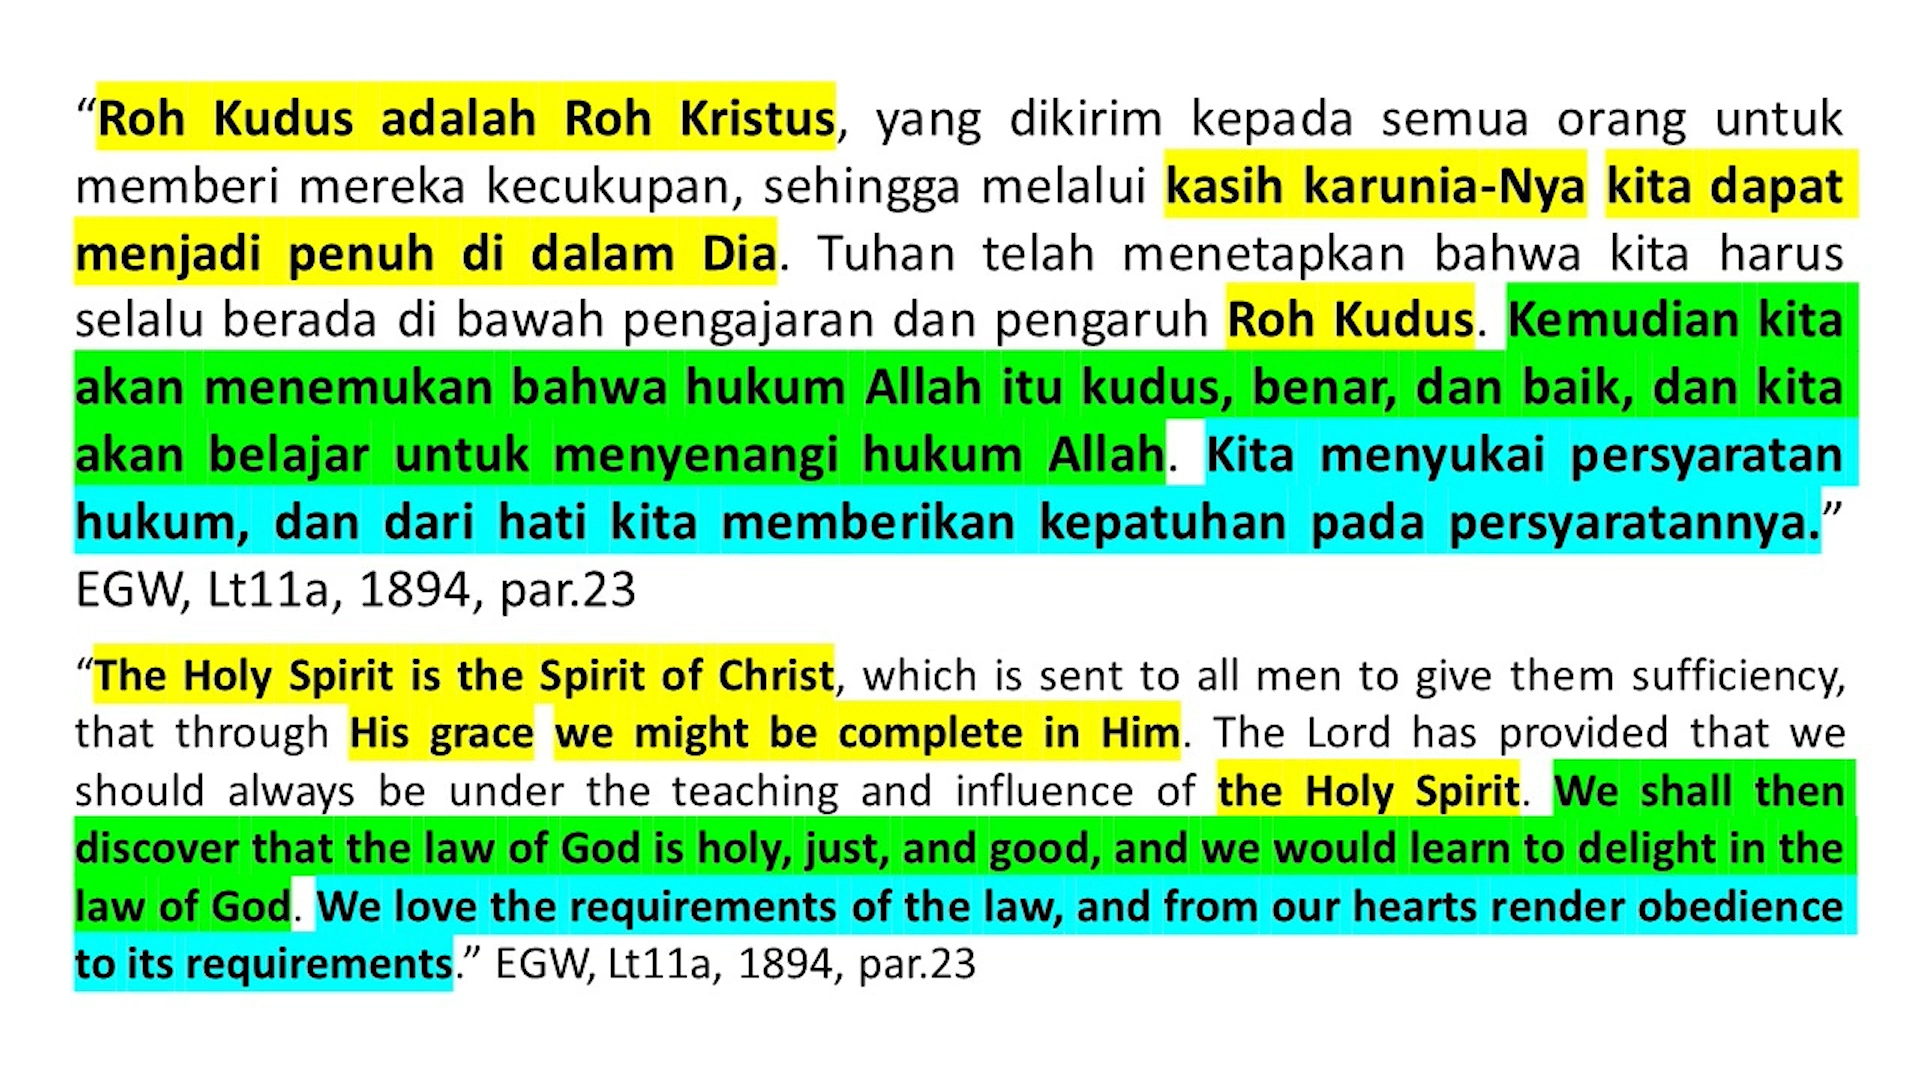 “Roh Kudus adalah Roh Kristus, yang dikirim kepada semua orang untuk
memberi mereka kecukupan, sehingga melalui kasih karunia-Nya kita dapat
menjadi penuh di dalam Dia. Tuhan telah menetapkan bahwa kita harus
selalu berada di bawah pengajaran dan pengaruh Roh Kudus. Kemudian kita
akan menemukan bahwa hukum Allah itu kudus, benar, dan baik, dan kita
akan belajar untuk menyenangi hukum Allah. Kita menyukai persyaratan
hukum, dan dari hati kita memberikan kepatuhan pada persyaratannya.”
EGW, Lt11a, 1894, par.23
“The Holy Spirit is the Spirit of Christ, which is sent to all men to give them sufficiency,
that through His grace we might be complete in Him. The Lord has provided that we
should always be under the teaching and influence of the Holy Spirit. We shall then
discover that the law of God is holy, just, and good, and we would learn to delight in the
law of God. We love the requirements of the law, and from our hearts render obedience
to its requirements.” EGW, Lt11a, 1894, par.23